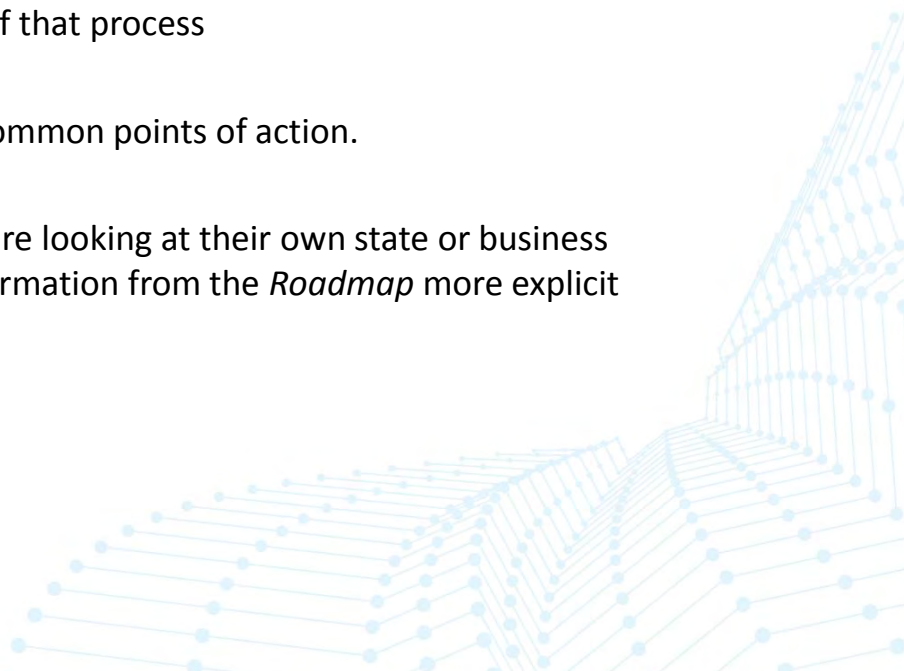 f that process
ommon points of action.
re looking at their own state or business
rmation from the Roadmap more explicit